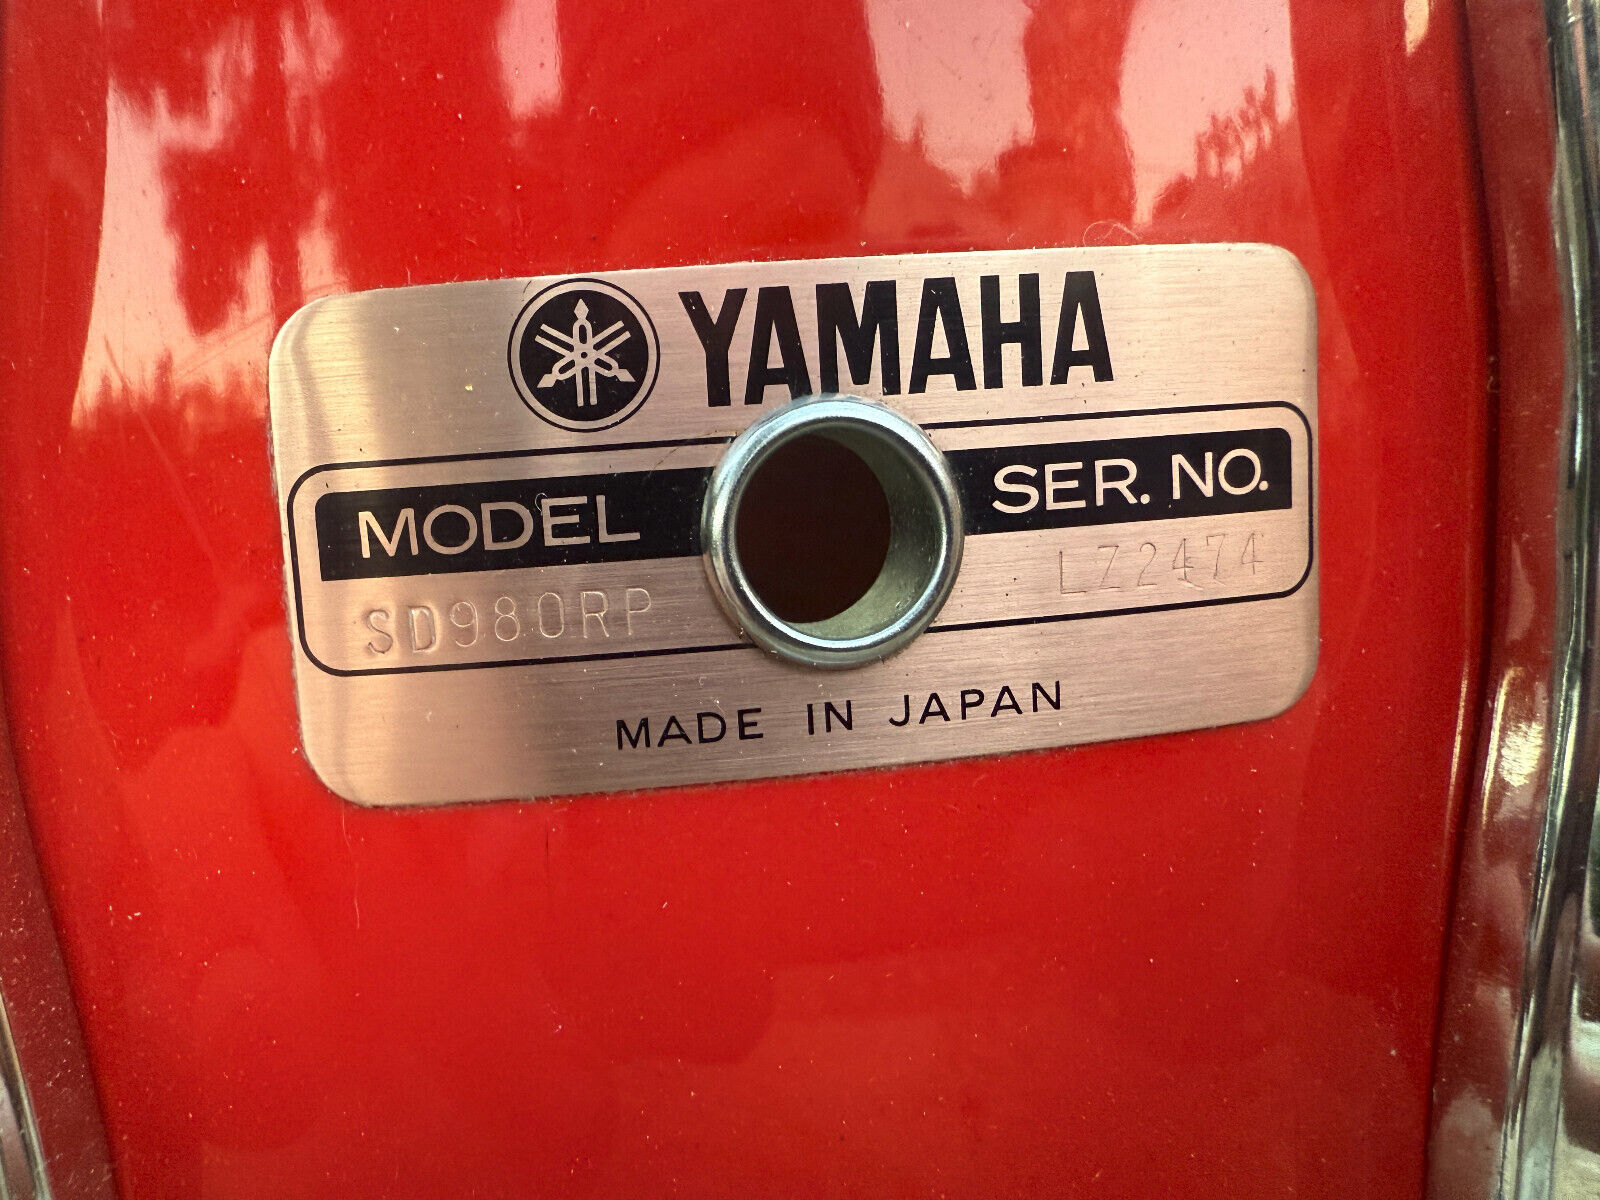 YAMAHA
MODEL SER. NO.
SD980RP LZ2474
MADE IN JAPAN